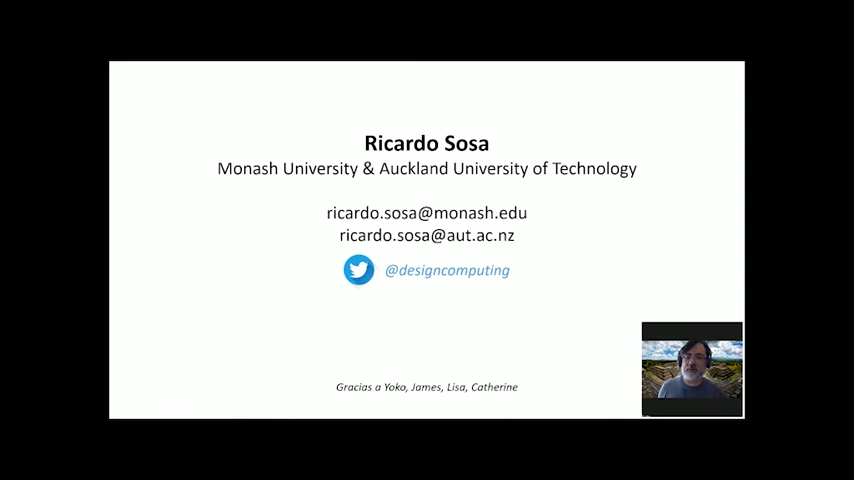 Ricardo Sosa
Monash University & Auckland University of Technology
ricardo.sosa@monash.edu
ricardo.sosa@aut.ac.nz
@designcomputing
Gracias a Yoko, James, Lisa, Catherine